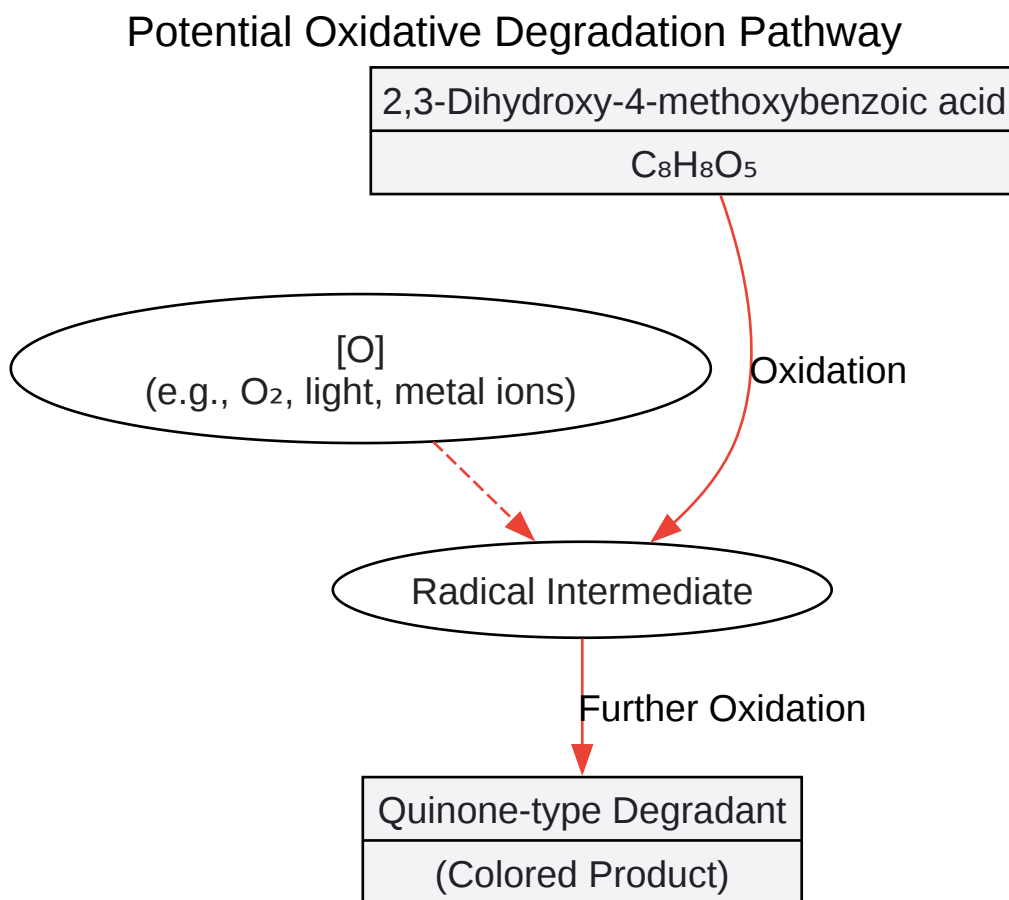 Potential Oxidative Degradation Pathway
2,3-Dihydroxy-4-methoxybenzoic acid
C₈H₈O₅
[O]
(e.g., O₂, light, metal ions)
Oxidation
Radical Intermediate
Further Oxidation
Quinone-type Degradant
(Colored Product)